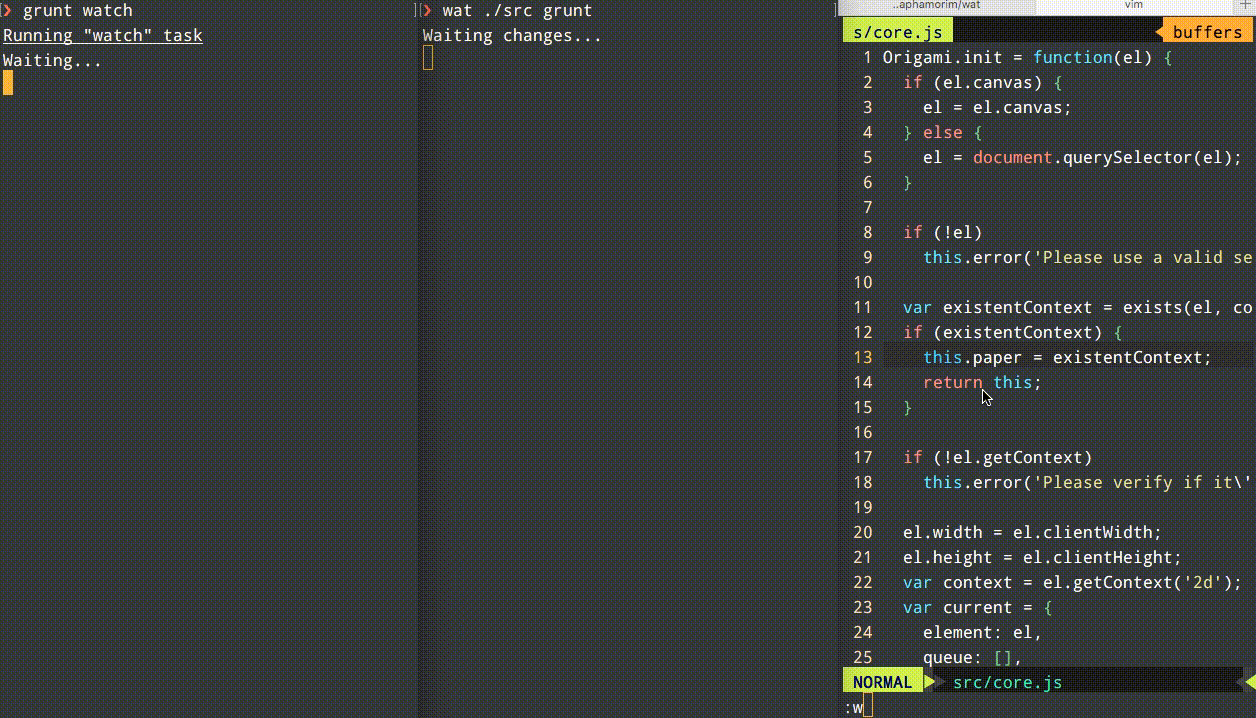 ❯ grunt watch
Running "watch" task
Waiting...
❯ wat ./src grunt
Waiting changes...
..aphamorim/wat
vim
s/core.js
buffers
1 Origami.init = function(el) {
2 if (el.canvas) {
3 el = el.canvas;
4 } else {
5 el = document.querySelector(el);
6 }
7
8 if (!el)
9 this.error('Please use a valid se
10
11 var existentContext = exists(el, co
12 if (existentContext) {
13 this.paper = existentContext;
14 return this;
15 }
16
17 if (!el.getContext)
18 this.error('Please verify if it\'
19
20 el.width = el.clientWidth;
21 el.height = el.clientHeight;
22 var context = el.getContext('2d');
23 var current = {
24 element: el,
25 queue: [],
NORMAL src/core.js
:w